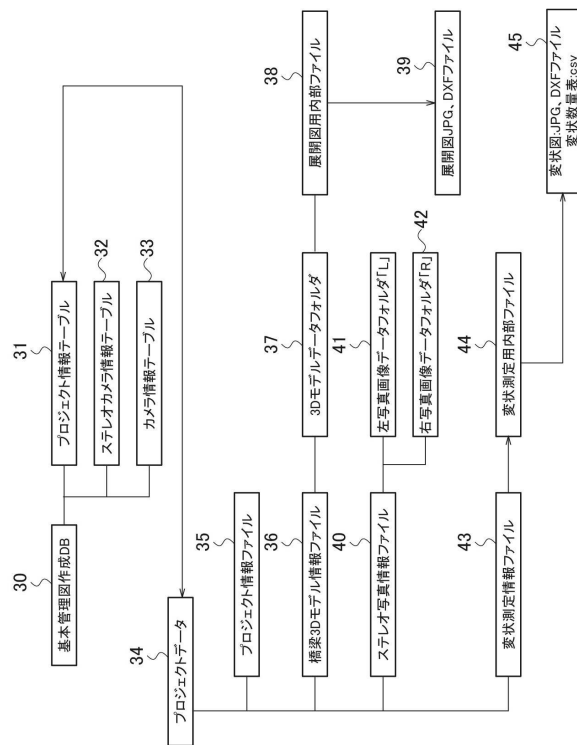 30
基本管理図作成DB
31
プロジェクト情報テーブル
32
ステレオカメラ情報テーブル
33
カメラ情報テーブル
34
プロジェクトデータ
35
プロジェクト情報ファイル
36
橋梁3Dモデル情報ファイル
37
3Dモデルデータフォルダ
38
展開図用内部ファイル
39
展開図JPG、DXFファイル
40
ステレオ写真情報ファイル
41
左写真画像データフォルダ「L」
42
右写真画像データフォルダ「R」
43
変状測定情報ファイル
44
変状測定用内部ファイル
45
変状図:JPG、DXFファイル
変状数量表:csv